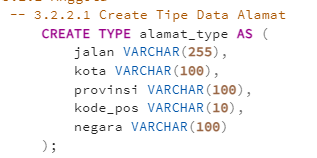 -- 3.2.2.1 Create Tipe Data Alamat
CREATE TYPE alamat_type AS (
jalan VARCHAR(255),
kota VARCHAR(100),
provinsi VARCHAR(100),
kode_pos VARCHAR(10),
negara VARCHAR(100)
);